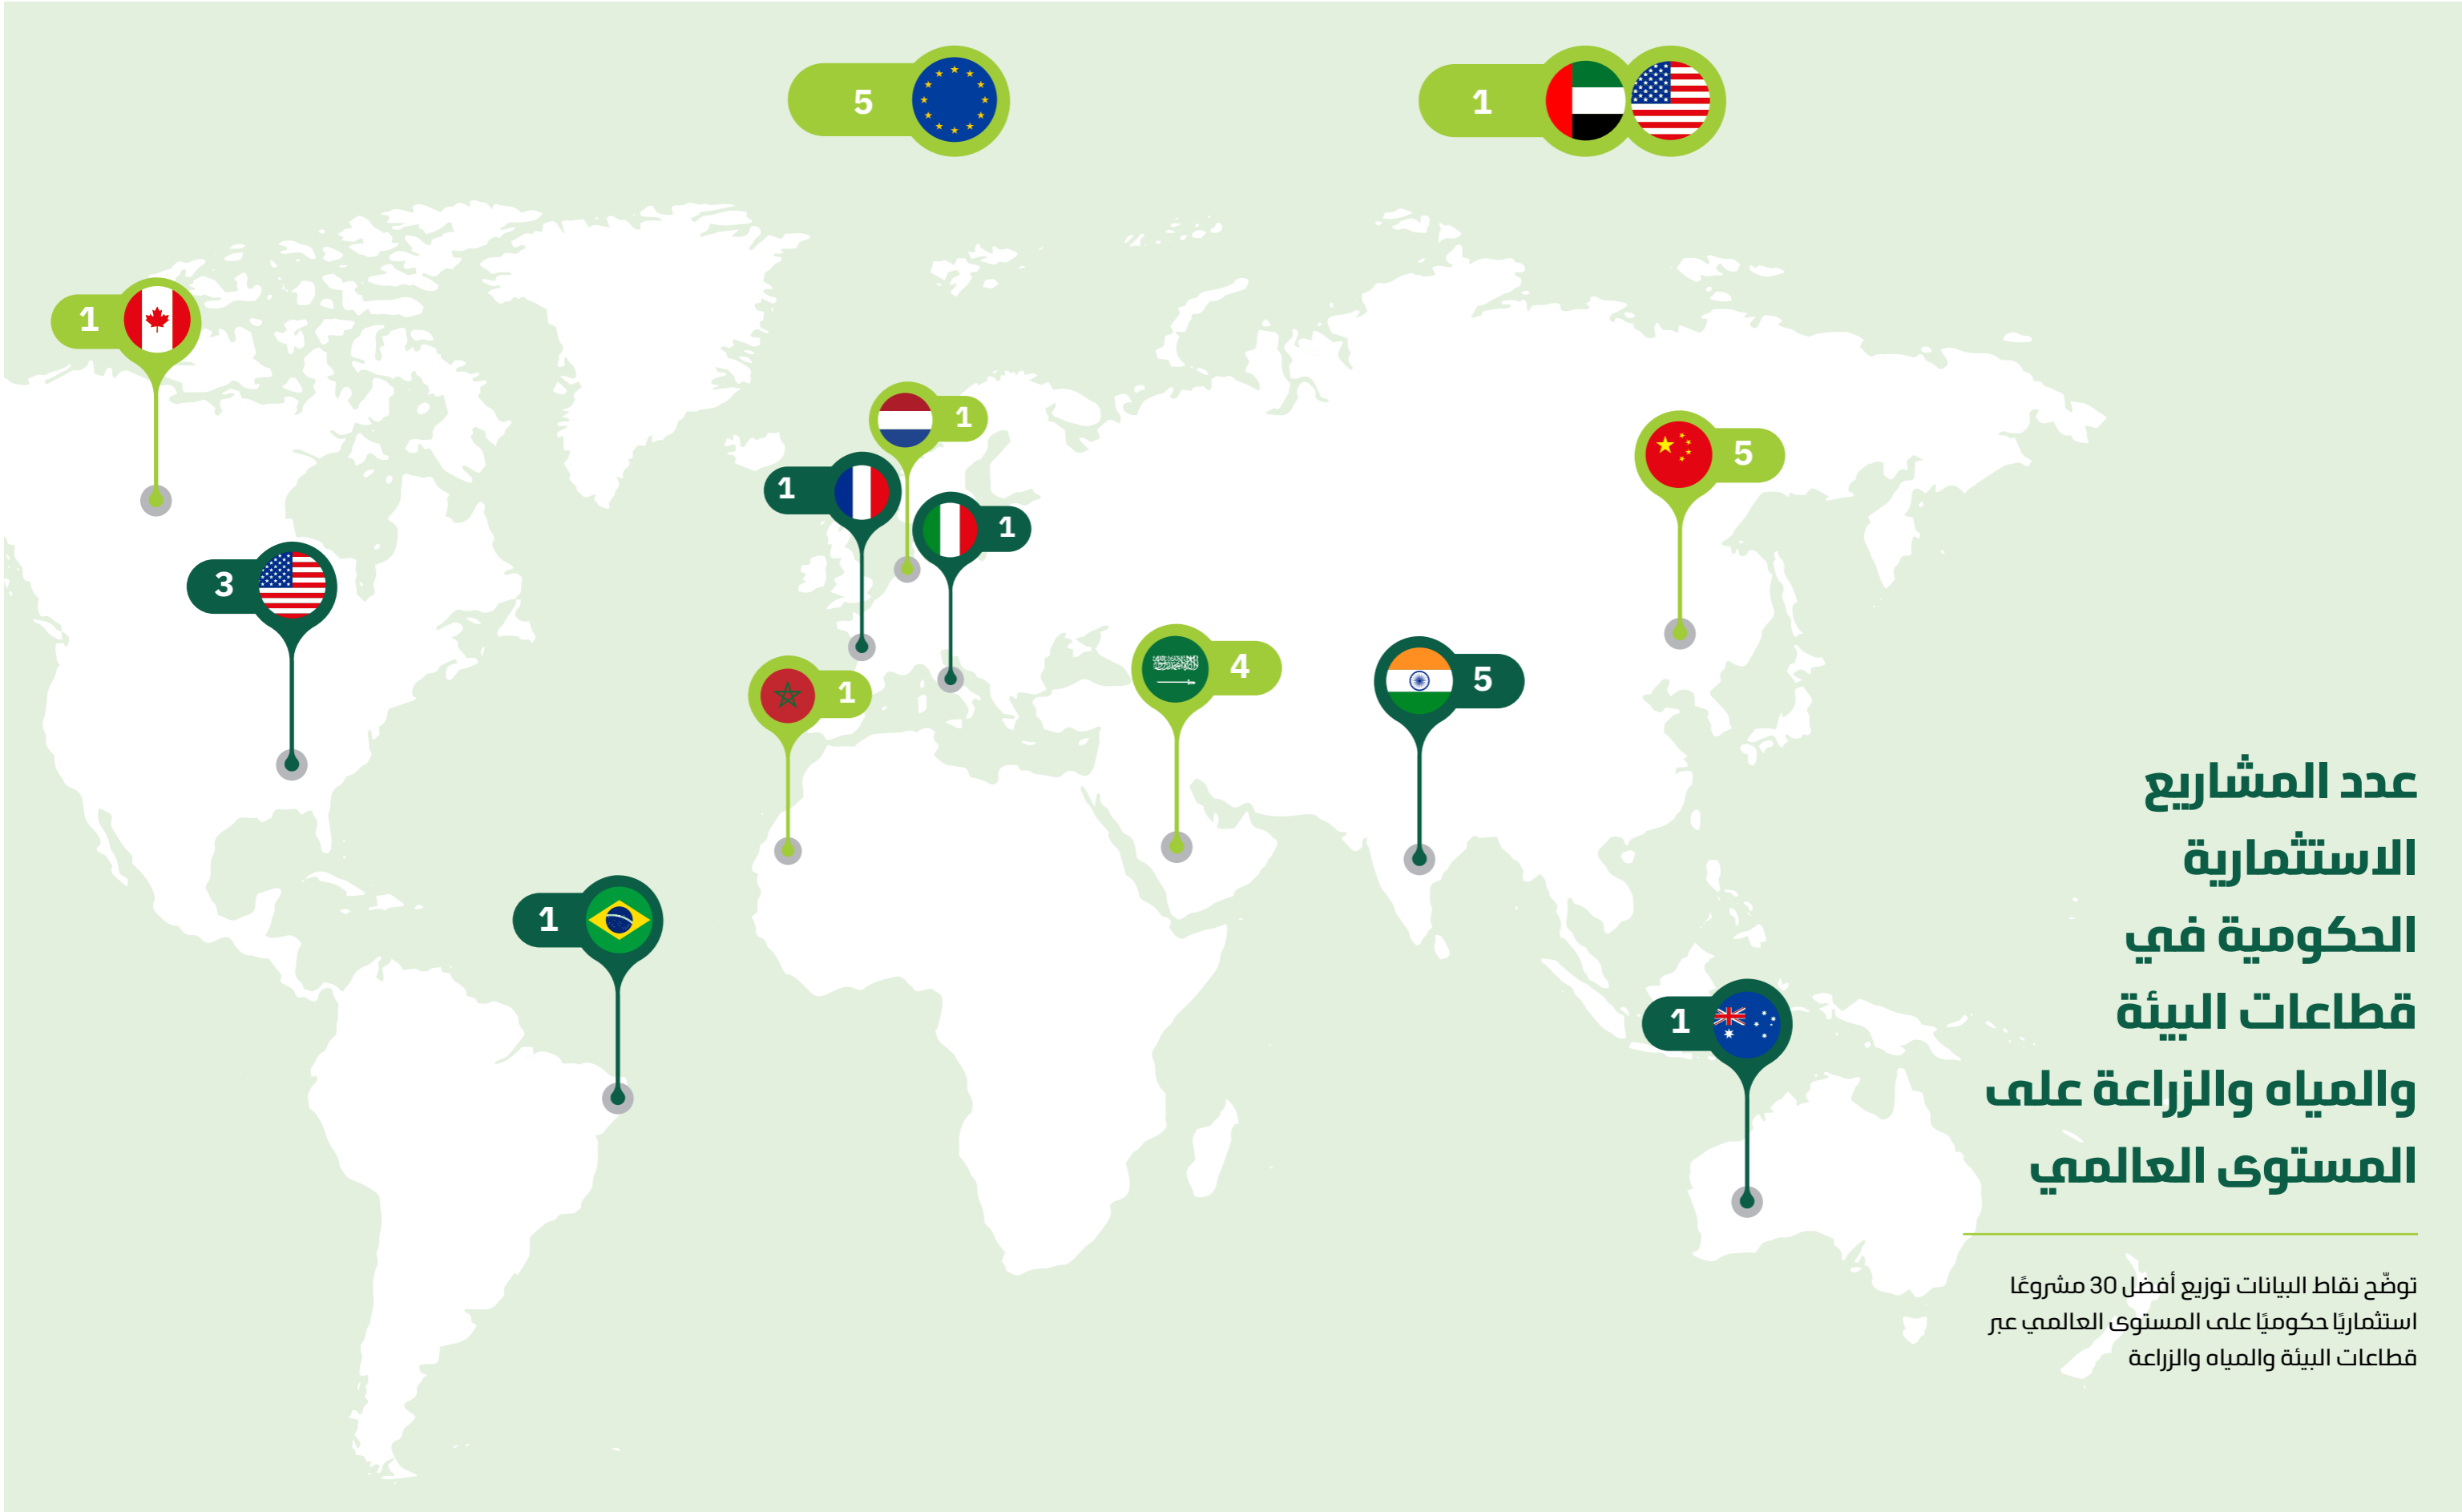 5
1
1
1
1
5
1
3
4
5
1
1
1
عدد المشاريع
الاستثمارية
الحكومية في
قطاعات البيئة
والمياه والزراعة على
المستوى العالمي
توضّح نقاط البيانات توزيع أفضل 30 مشروعًا
استثماريًا حكوميًا على المستوى العالمي عبر
قطاعات البيئة والمياه والزراعة